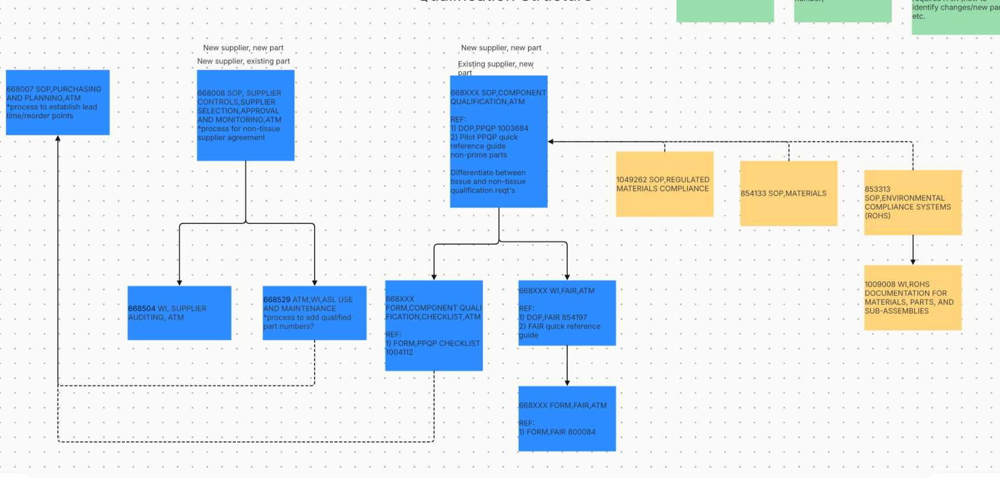 Qualification Structure
identify changes/new par
etc.
New supplier, new part
New supplier, existing part
New supplier, new part
Existing supplier, new
part
668007 SOP,PURCHASING
AND PLANNING,ATM
*process to establish lead
time/reorder points
668008 SOP, SUPPLIER
CONTROLS,SUPPLIER
SELECTION,APPROVAL
AND MONITORING,ATM
*process for non-tissue
supplier agreement
668XXX SOP,COMPONENT
QUALIFICATION,ATM
REF:
1) DOP,PPQP 1003684
2) Pilot PPQP quick
reference guide
non-prime parts
Differentiate between
tissue and non-tissue
qualification reqt's
1049262 SOP,REGULATED
MATERIALS COMPLIANCE
854133 SOP,MATERIALS
853313
SOP,ENVIRONMENTAL
COMPLIANCE SYSTEMS
(ROHS)
668504 WI, SUPPLIER
AUDITING, ATM
668529 ATM,WI,ASL USE
AND MAINTENANCE
*process to add qualified
part numbers?
668XXX
FORM,COMPONENT QUALI
FICATION,CHECKLIST,ATM
REF:
1) FORM,PPQP CHECKLIST
1004112
668XXX WI,FAIR,ATM
REF:
1) DOP,FAIR 854197
2) FAIR quick reference
guide
1009008 WI,ROHS
DOCUMENTATION FOR
MATERIALS, PARTS, AND
SUB-ASSEMBLIES
668XXX FORM,FAIR,ATM
REF:
1) FORM,FAIR 800084